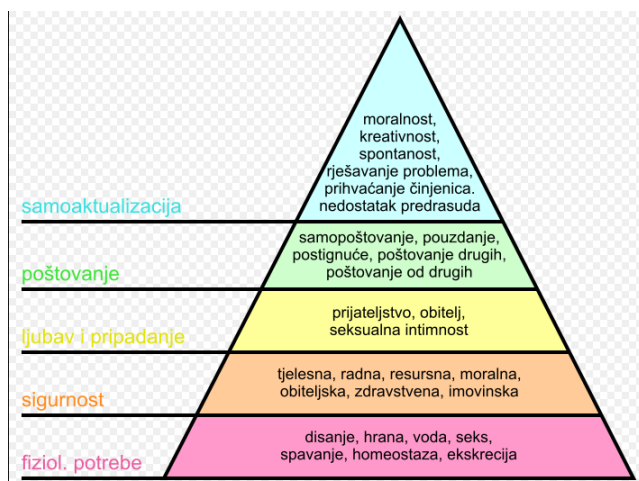 moralnost,
kreativnost,
spontanost,
rješavanje problema,
prihvaćanje činjenica.
nedostatak predrasuda
samoaktualizacija
samopoštovanje, pouzdanje,
postignuće, poštovanje drugih,
poštovanje od drugih
poštovanje
prijateljstvo, obitelj,
seksualna intimnost
ljubav i pripadanje
tjelesna, radna, resursna, moralna,
obiteljska, zdravstvena, imovinska
sigurnost
disanje, hrana, voda, seks,
spavanje, homeostaza, ekskrecija
fiziol. potrebe